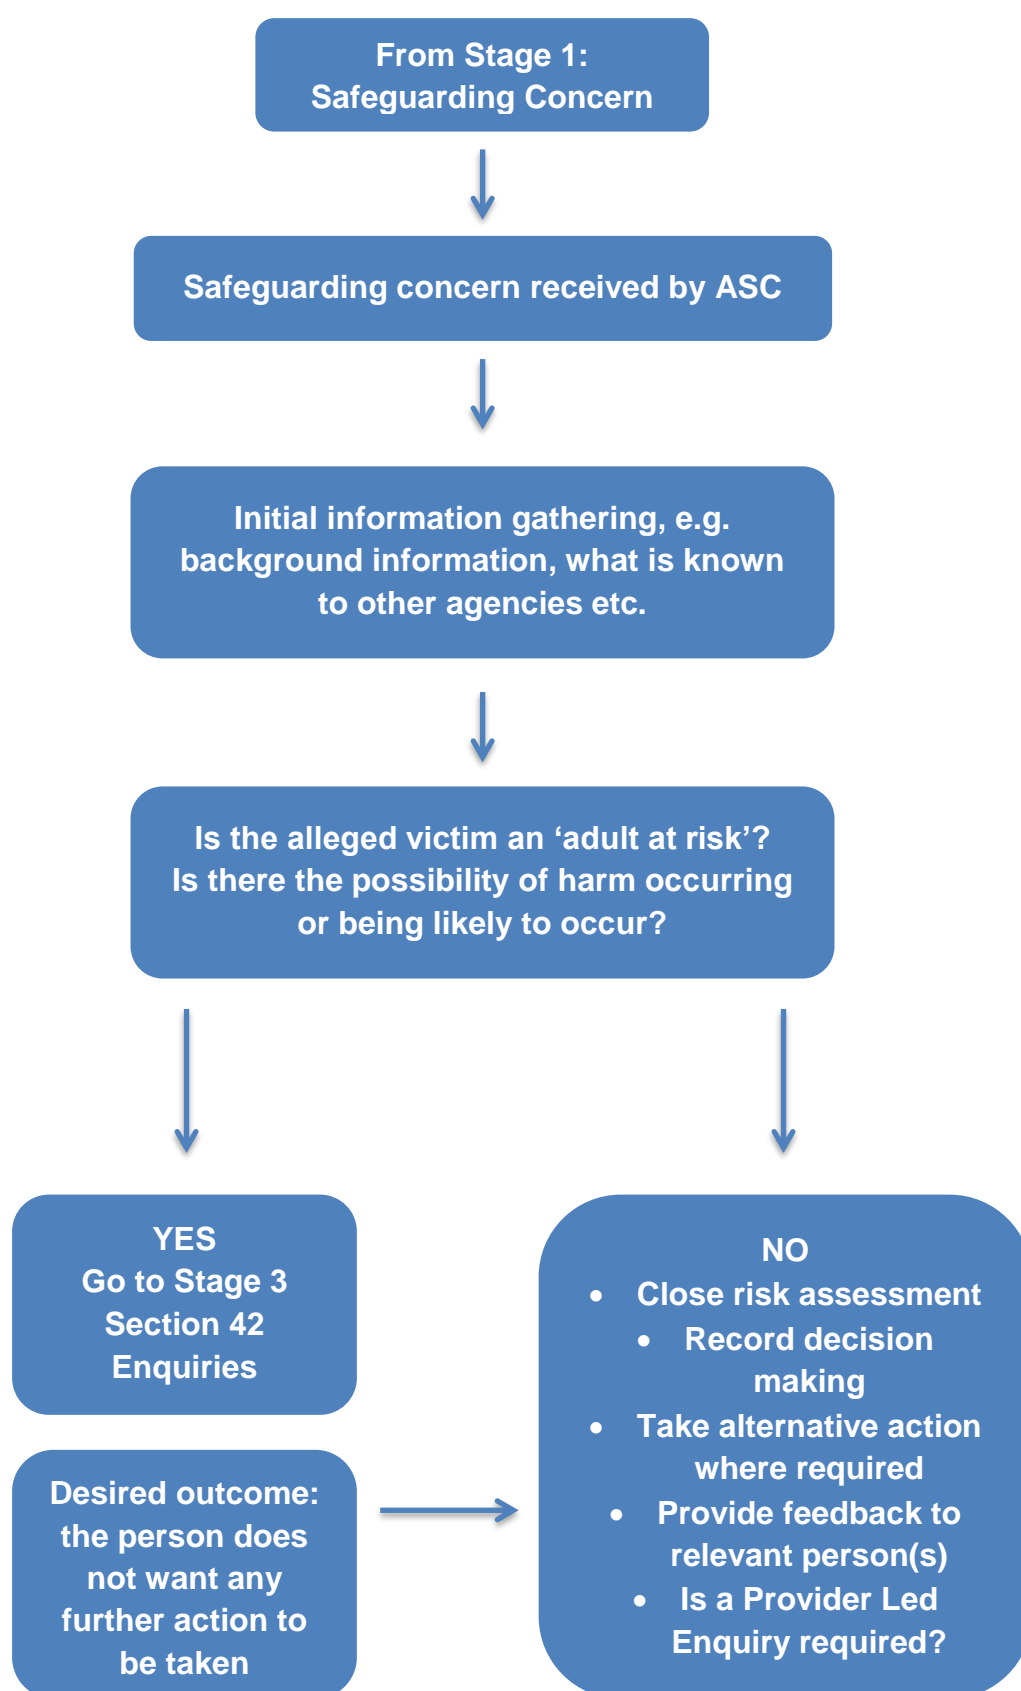 From Stage 1:
Safeguarding Concern
Safeguarding concern received by ASC
Initial information gathering, e.g.
background information, what is known
to other agencies etc.
Is the alleged victim an ‘adult at risk’?
Is there the possibility of harm occurring
or being likely to occur?
YES
Go to Stage 3
Section 42
Enquiries
Desired outcome:
the person does
not want any
further action to
be taken
NO
• Close risk assessment
• Record decision
making
• Take alternative action
where required
• Provide feedback to
relevant person(s)
• Is a Provider Led
Enquiry required?